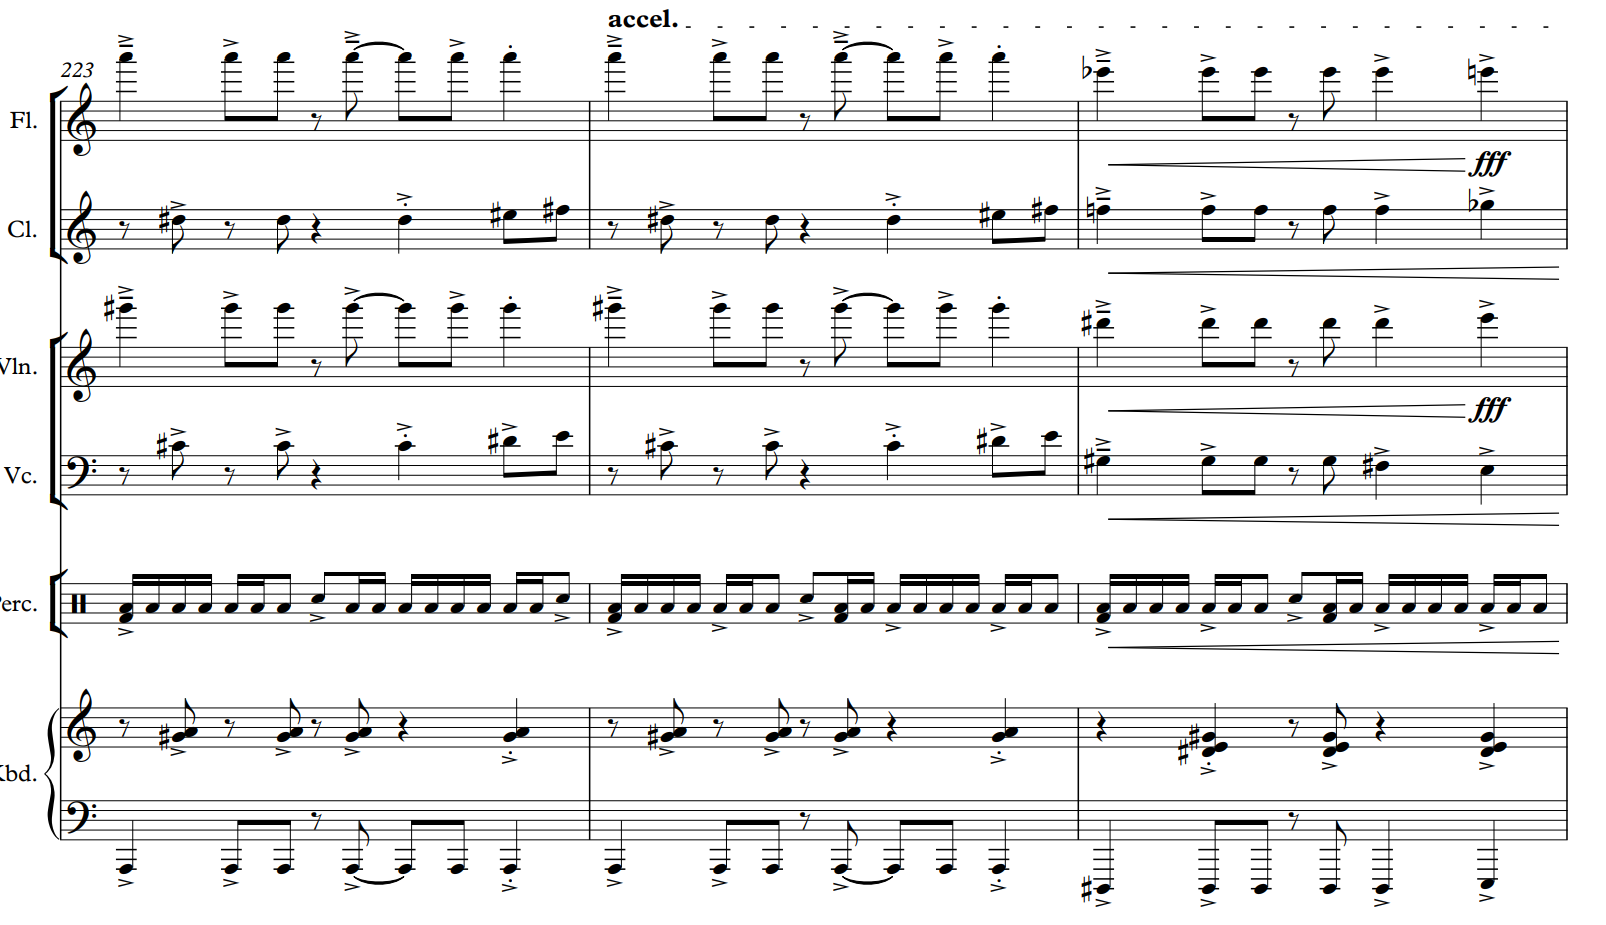 accel.
223
Fl.
fff
Cl.
Vln.
fff
Vc.
Perc.
Kbd.